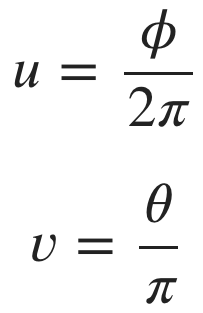 u = ϕ / 2π
v = θ / π